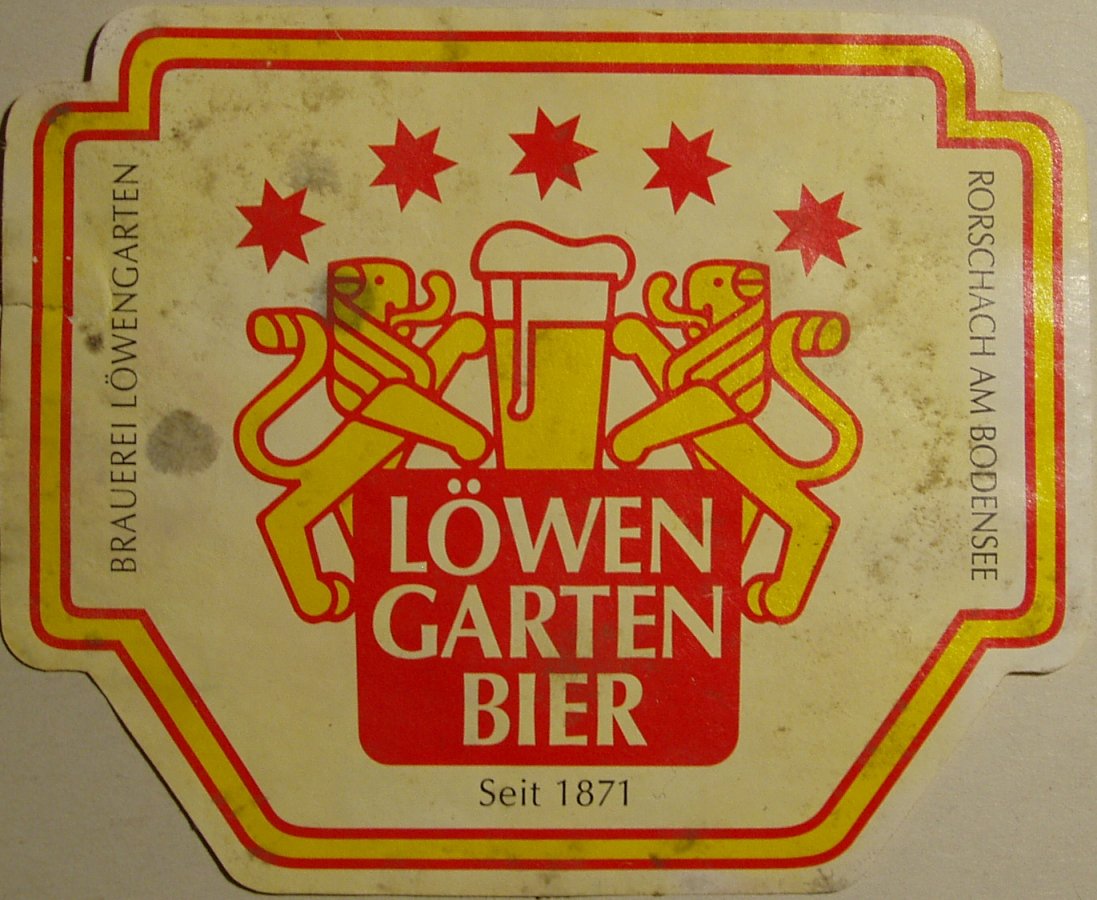 BRAUEREI LÖWENGARTEN
RORSCHACH AM BODENSEE
LÖWEN
GARTEN
BIER
Seit 1871